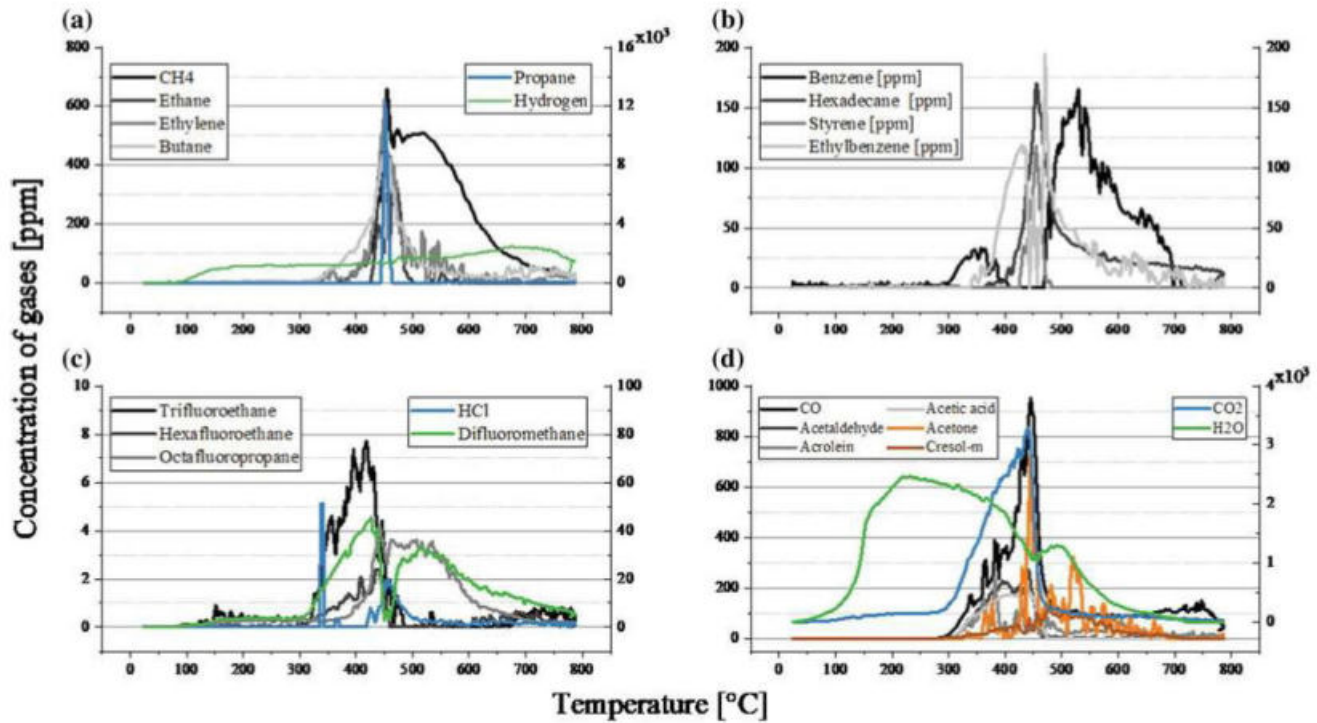 (a)
800
600
400
200
0
16 x10³
12
8
4
0
CH4
Ethane
Ethylene
Butane
Propane
Hydrogen
0 100 200 300 400 500 600 700 800
(b)
200
150
100
50
0
200
150
100
50
0
Benzene [ppm]
Hexadecane [ppm]
Styrene [ppm]
Ethylbenzene [ppm]
0 100 200 300 400 500 600 700 800
Concentration of gases [ppm]
(c)
10
8
6
4
2
0
100
80
60
40
20
0
Trifluoroethane
Hexafluoroethane
Octafluoropropane
HCl
Difluoromethane
0 100 200 300 400 500 600 700 800
(d)
1000
800
600
400
200
0
4 x10³
3
2
1
0
CO
Acetaldehyde
Acrolein
Acetic acid
Acetone
Cresol-m
CO2
H2O
0 100 200 300 400 500 600 700 800
Temperature [°C]